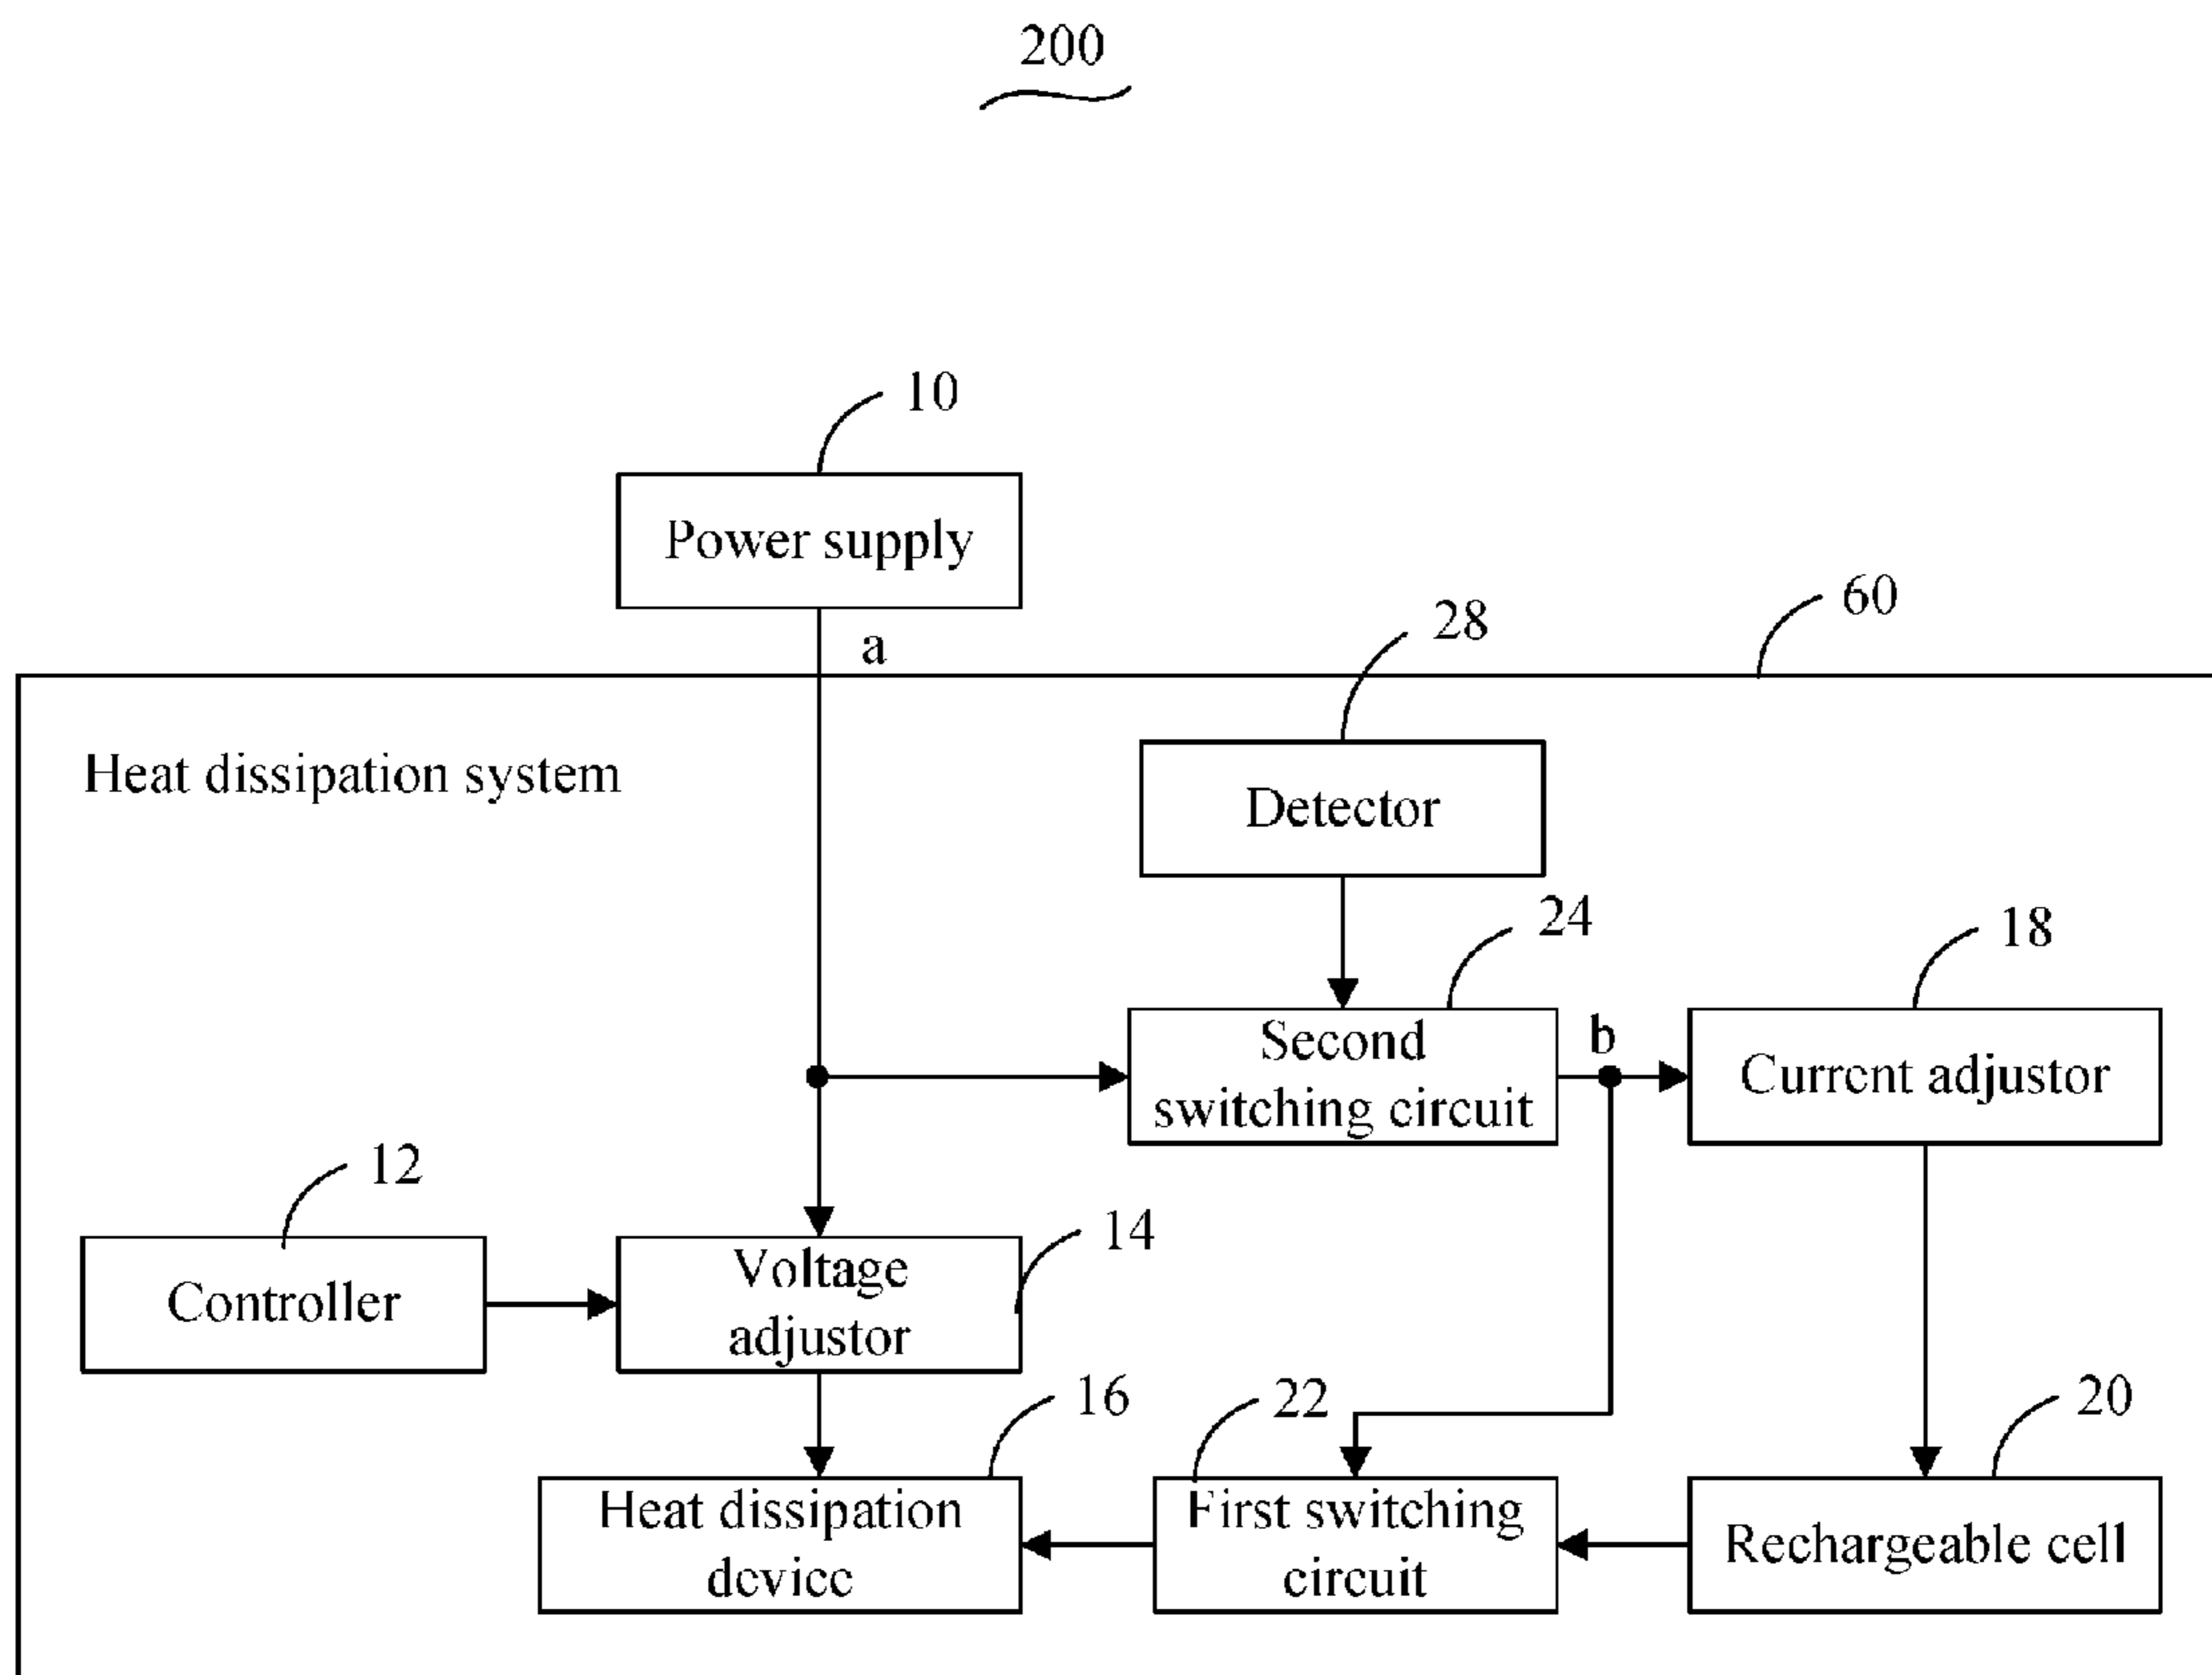 200
10
Power supply
a
60
28
Heat dissipation system
Detector
24
18
Second
switching circuit
b
Current adjustor
12
Controller
14
Voltage
adjustor
16
Heat dissipation
device
22
First switching
circuit
20
Rechargeable cell